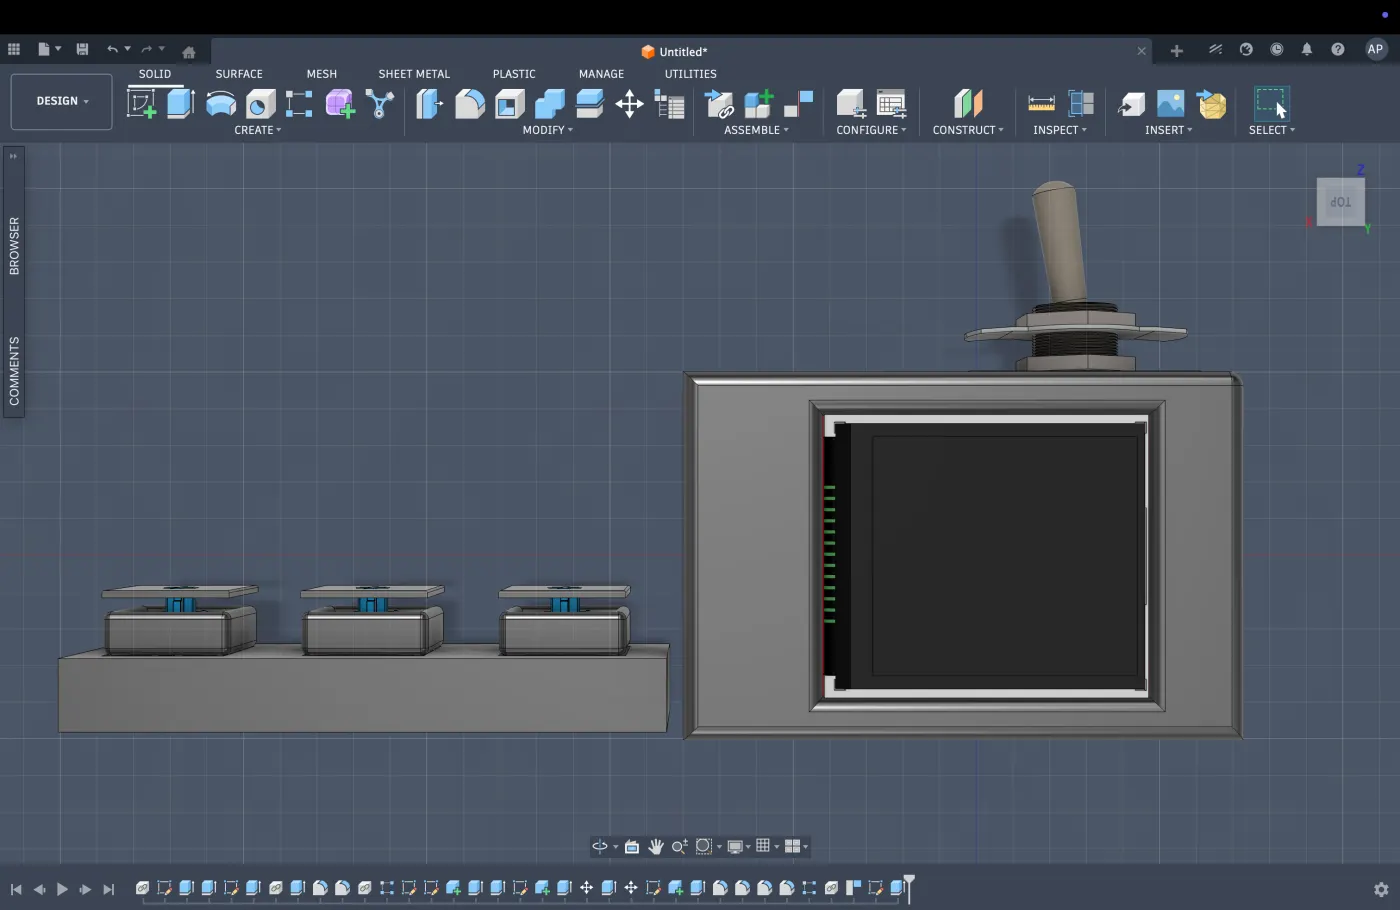 Untitled*
AP
DESIGN
SOLID
SURFACE
MESH
SHEET METAL
PLASTIC
MANAGE
UTILITIES
CREATE
MODIFY
ASSEMBLE
CONFIGURE
CONSTRUCT
INSPECT
INSERT
SELECT
BROWSER
COMMENTS
Z
TOP
X
Y